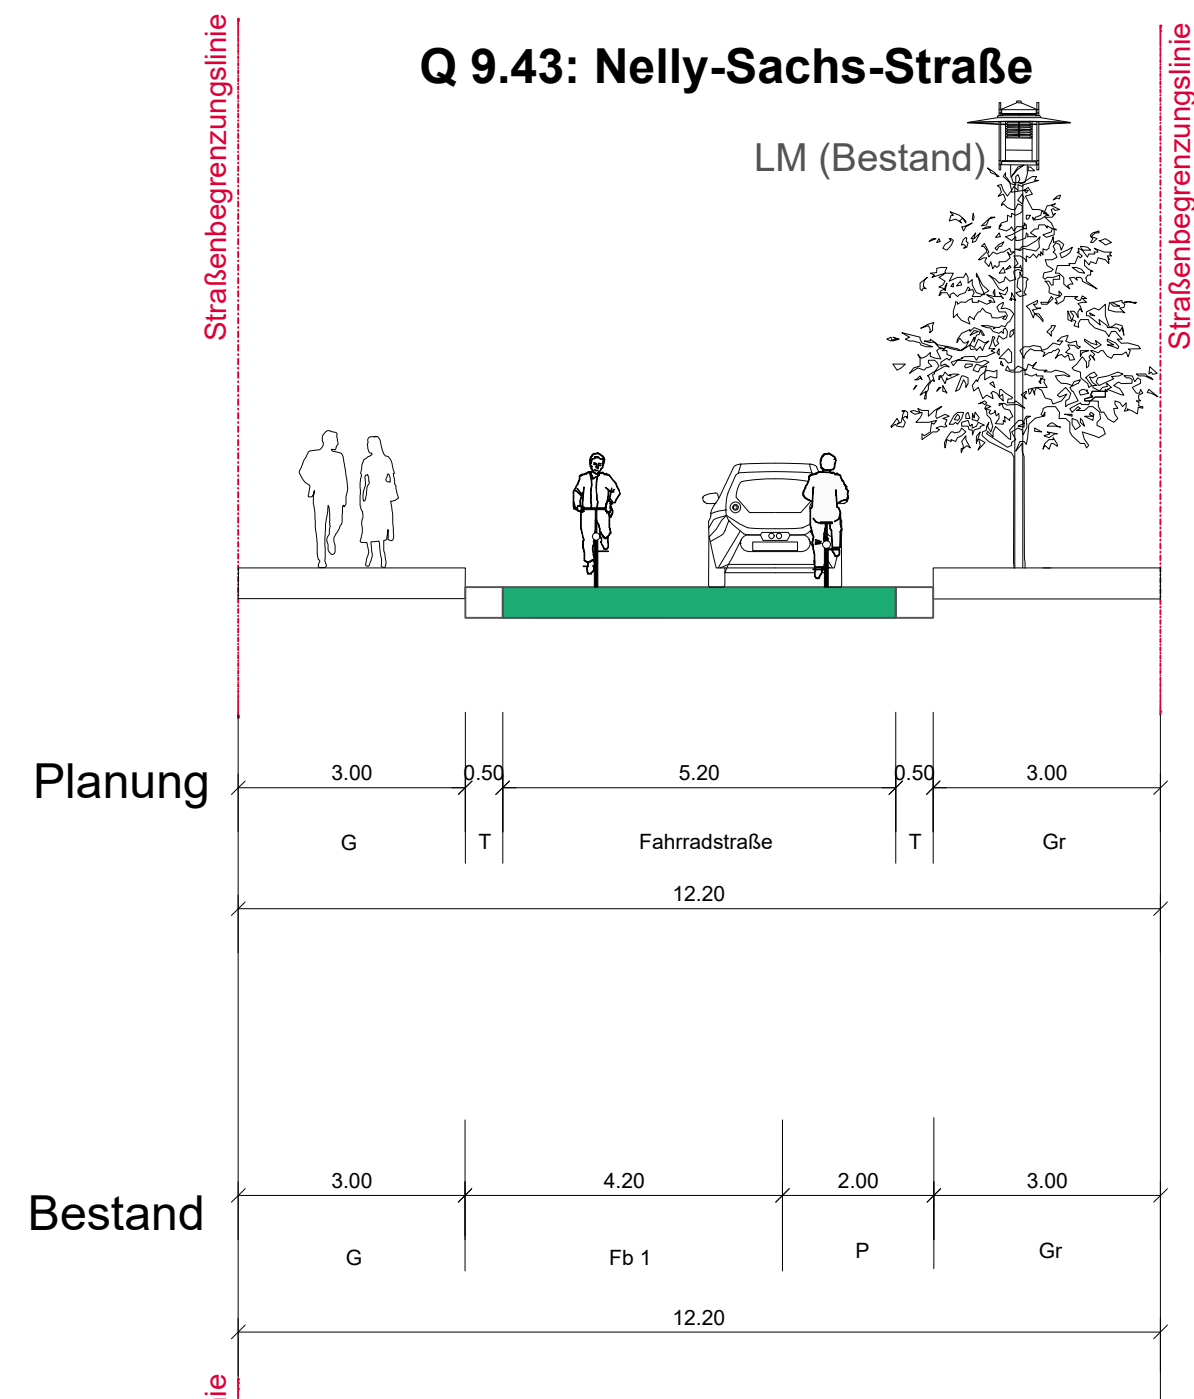 Straßenbegrenzungslinie
Q 9.43: Nelly-Sachs-Straße
Straßenbegrenzungslinie
LM (Bestand)
Planung
3.00 0.50 5.20 0.50 3.00
G T Fahrradstraße T Gr
12.20
Bestand
3.00 4.20 2.00 3.00
G Fb 1 P Gr
12.20